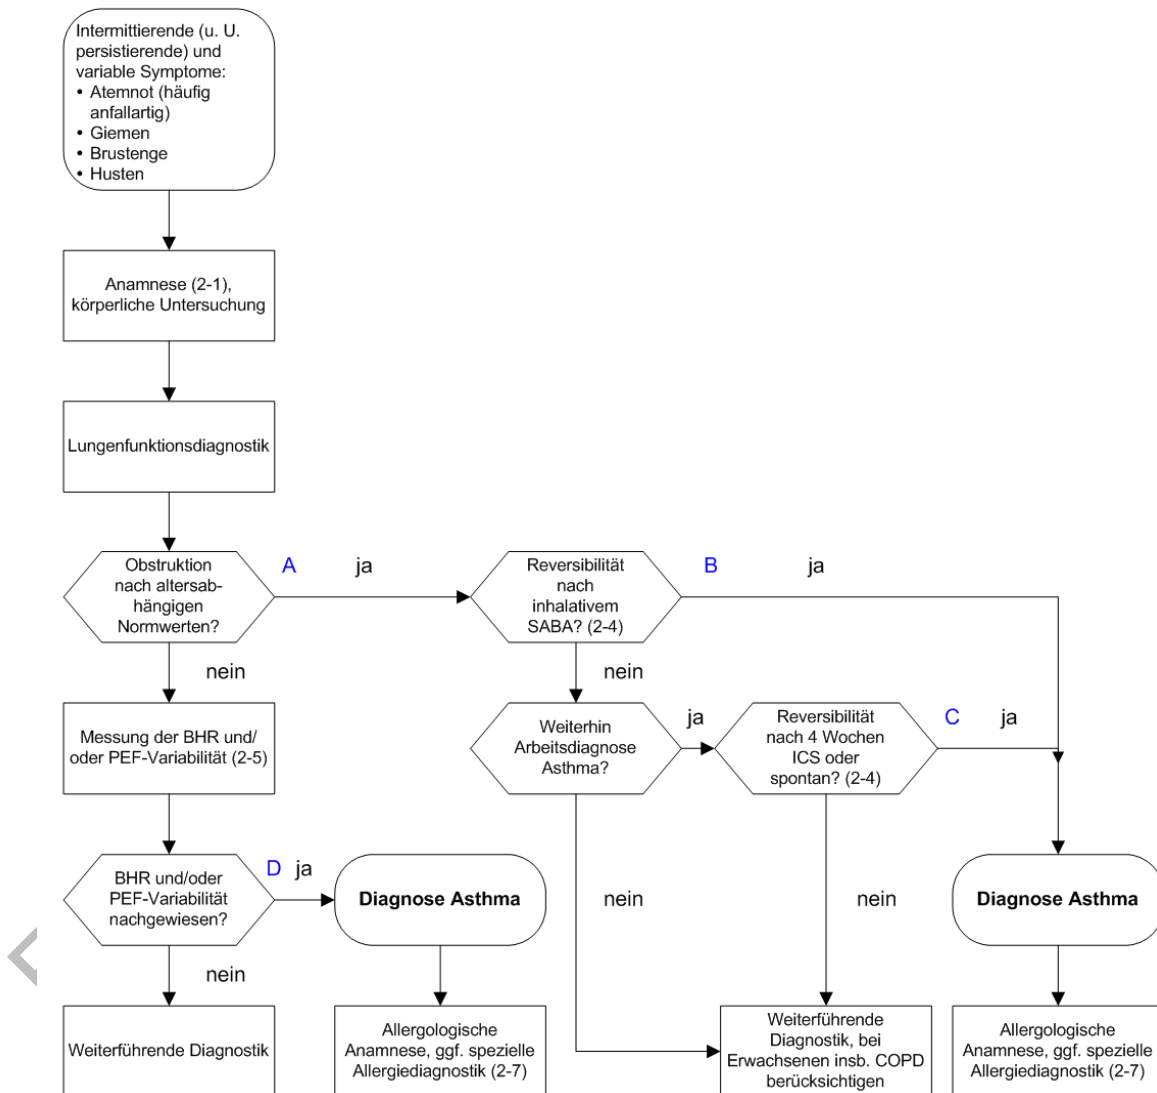 Intermittierende (u. U.
persistierende) und
variable Symptome:
• Atemnot (häufig
anfallartig)
• Giemen
• Brustenge
• Husten
Anamnese (2-1),
körperliche Untersuchung
Lungenfunktionsdiagnostik
Obstruktion
nach altersab-
hängigen
Normwerten?
A
ja
Reversibilität
nach
inhalativem
SABA? (2-4)
B
ja
nein
nein
Messung der BHR und/
oder PEF-Variabilität (2-5)
Weiterhin
Arbeitsdiagnose
Asthma?
ja
Reversibilität
nach 4 Wochen
ICS oder
spontan? (2-4)
C
ja
BHR und/oder
PEF-Variabilität
nachgewiesen?
D
ja
Diagnose Asthma
nein
nein
Diagnose Asthma
nein
Weiterführende Diagnostik
Allergologische
Anamnese, ggf. spezielle
Allergiediagnostik (2-7)
Weiterführende
Diagnostik, bei
Erwachsenen insb. COPD
berücksichtigen
Allergologische
Anamnese, ggf. spezielle
Allergiediagnostik (2-7)